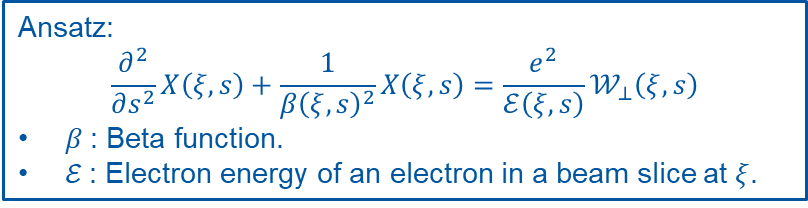 Ansatz:
∂²/∂s² X(ξ, s) + 1/β(ξ, s)² X(ξ, s) = e²/ℰ(ξ, s) 𝒲⊥(ξ, s)
• β : Beta function.
• ℰ : Electron energy of an electron in a beam slice at ξ.